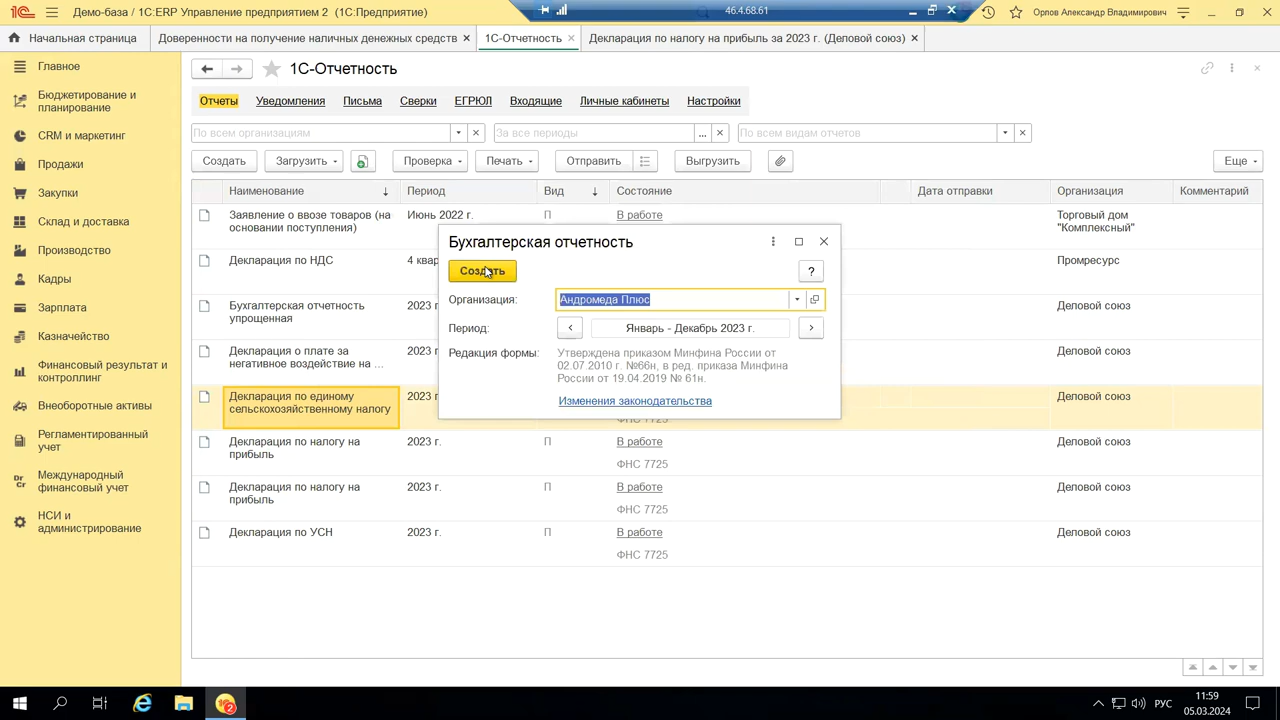 Демо-база / 1С:ERP Управление предприятием 2 (1С:Предприятие)
46.4.68.61
Орлов Александр Владимирович
Начальная страница
Доверенности на получение наличных денежных средств
1С-Отчетность
Декларация по налогу на прибыль за 2023 г. (Деловой союз)
Главное
Бюджетирование и
планирование
CRM и маркетинг
Продажи
Закупки
Склад и доставка
Производство
Кадры
Зарплата
Казначейство
Финансовый результат и
контроллинг
Внеоборотные активы
Регламентированный
учет
Международный
финансовый учет
НСИ и
администрирование
1С-Отчетность
Отчеты
Уведомления
Письма
Сверки
ЕГРЮЛ
Входящие
Личные кабинеты
Настройки
По всем организациям
За все периоды
...
По всем видам отчетов
Создать
Загрузить
Проверка
Печать
Отправить
Выгрузить
Еще
Наименование
Период
Вид
Состояние
Дата отправки
Организация
Комментарий
Заявление о ввозе товаров (на
основании поступления)
Июнь 2022 г.
П
В работе
Торговый дом
"Комплексный"
Декларация по НДС
4 квар
Промресурс
Бухгалтерская отчетность
упрощенная
2023 г
Деловой союз
Декларация о плате за
негативное воздействие на ...
2023 г
Деловой союз
Декларация по единому
сельскохозяйственному налогу
2023 г
Деловой союз
Декларация по налогу на
прибыль
2023 г.
П
В работе
ФНС 7725
Деловой союз
Декларация по налогу на
прибыль
2023 г.
П
В работе
ФНС 7725
Деловой союз
Декларация по УСН
2023 г.
П
В работе
ФНС 7725
Деловой союз
Бухгалтерская отчетность
Создать
?
Организация:
Андромеда Плюс
Период:
Январь - Декабрь 2023 г.
Редакция формы:
Утверждена приказом Минфина России от
02.07.2010 г. №66н, в ред. приказа Минфина
России от 19.04.2019 № 61н.
Изменения законодательства
2
РУС
11:59
05.03.2024